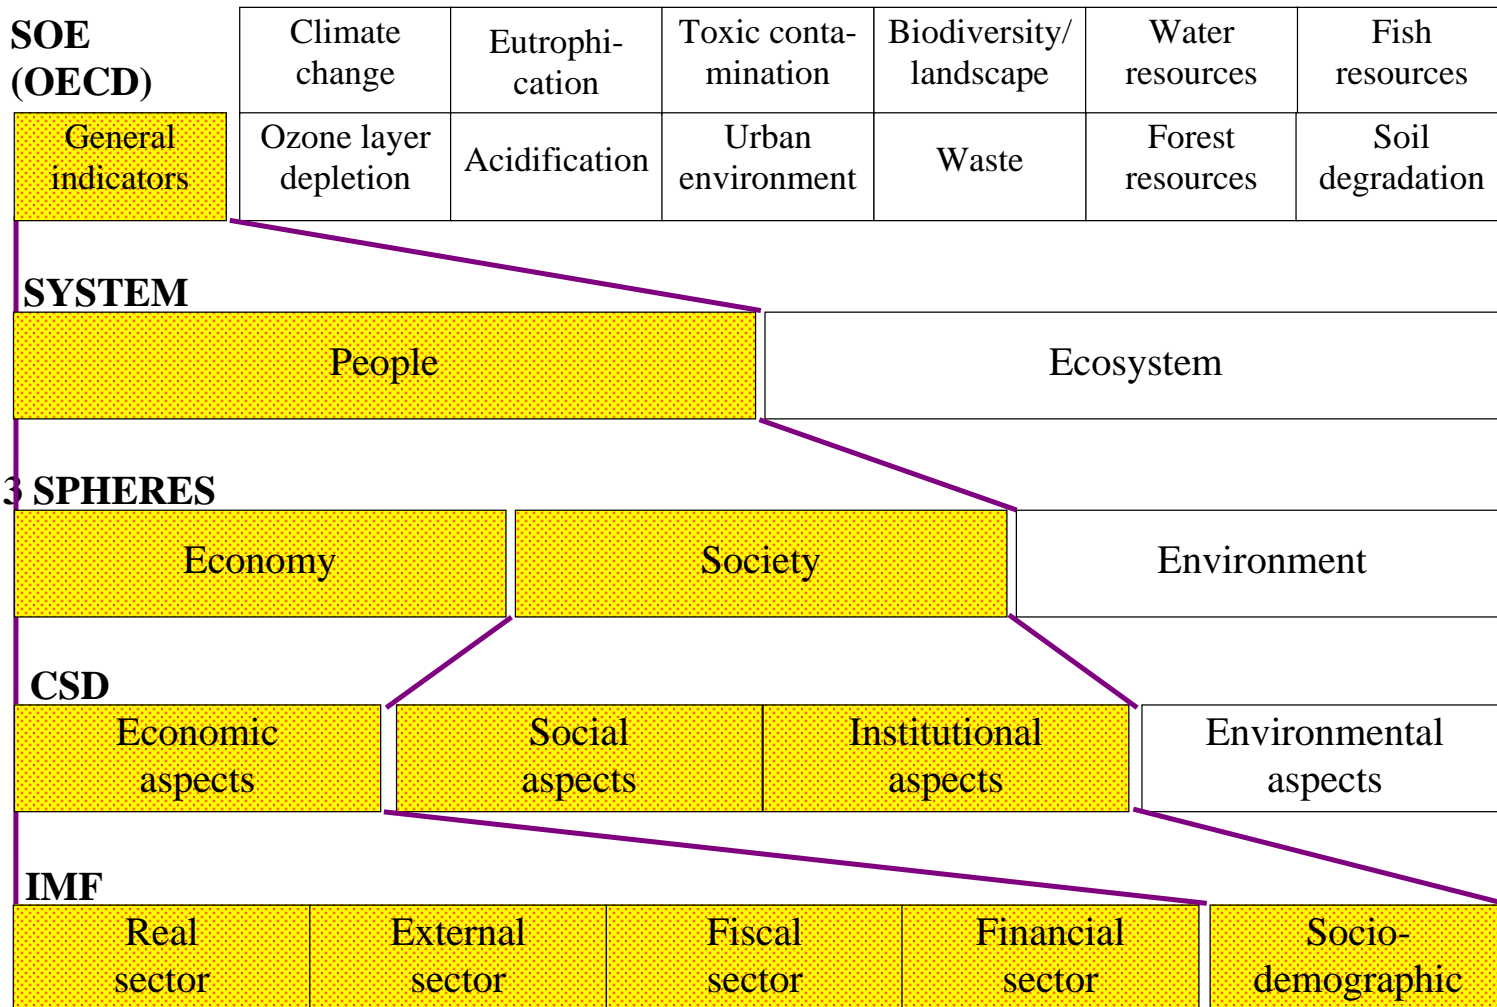 SOE
(OECD)
Climate
change
Eutrophi-
cation
Toxic conta-
mination
Biodiversity/
landscape
Water
resources
Fish
resources
General
indicators
Ozone layer
depletion
Acidification
Urban
environment
Waste
Forest
resources
Soil
degradation
SYSTEM
People
Ecosystem
3 SPHERES
Economy
Society
Environment
CSD
Economic
aspects
Social
aspects
Institutional
aspects
Environmental
aspects
IMF
Real
sector
External
sector
Fiscal
sector
Financial
sector
Socio-
demographic